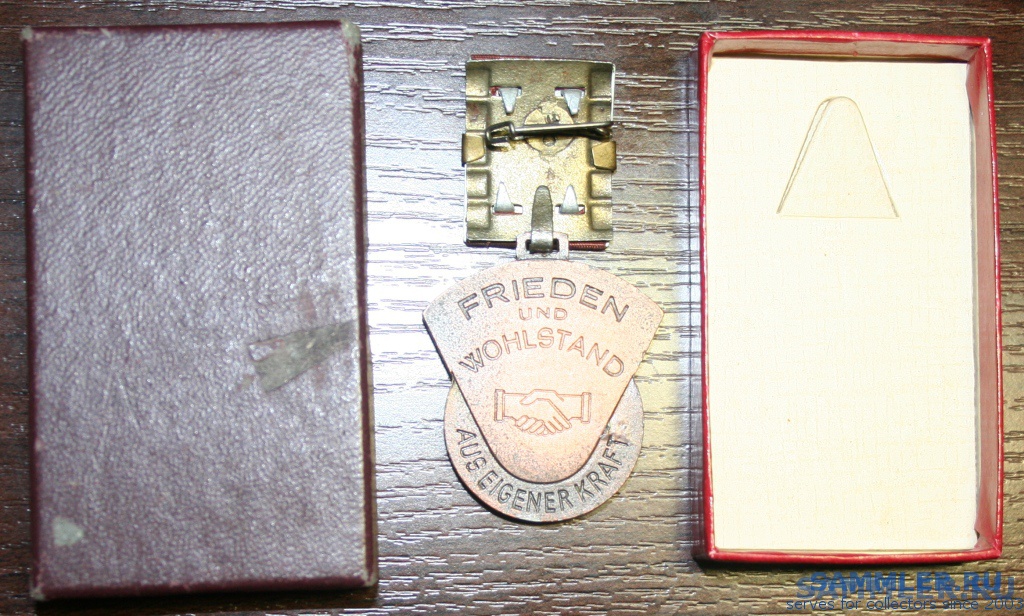 FRIEDEN
UND
WOHLSTAND
AUS EIGENER KRAFT
SAMMLER.RU
serves for collectors since 2003